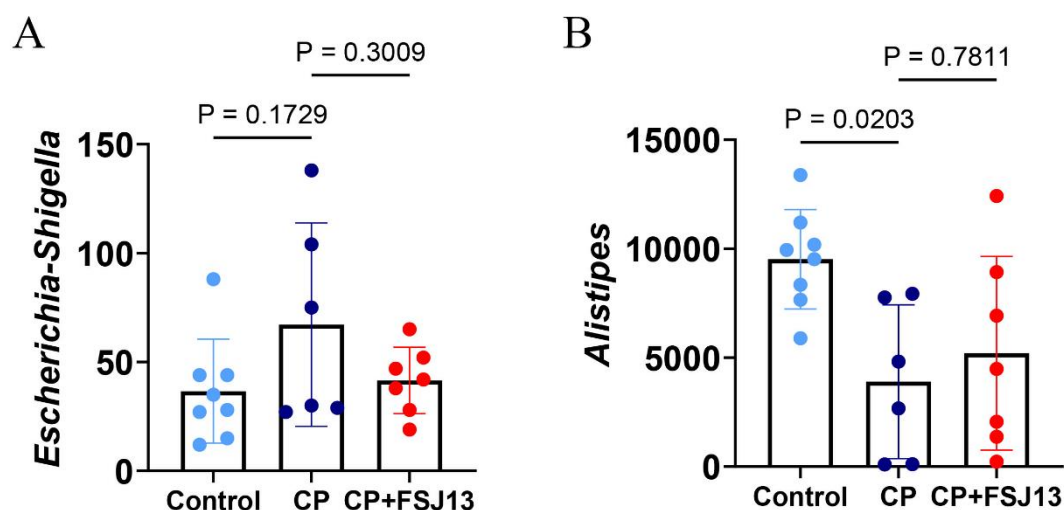 A
P = 0.3009
P = 0.1729
Escherichia-Shigella
150
100
50
0
Control CP CP+FSJ13
B
P = 0.7811
P = 0.0203
Alistipes
15000
10000
5000
0
Control CP CP+FSJ13